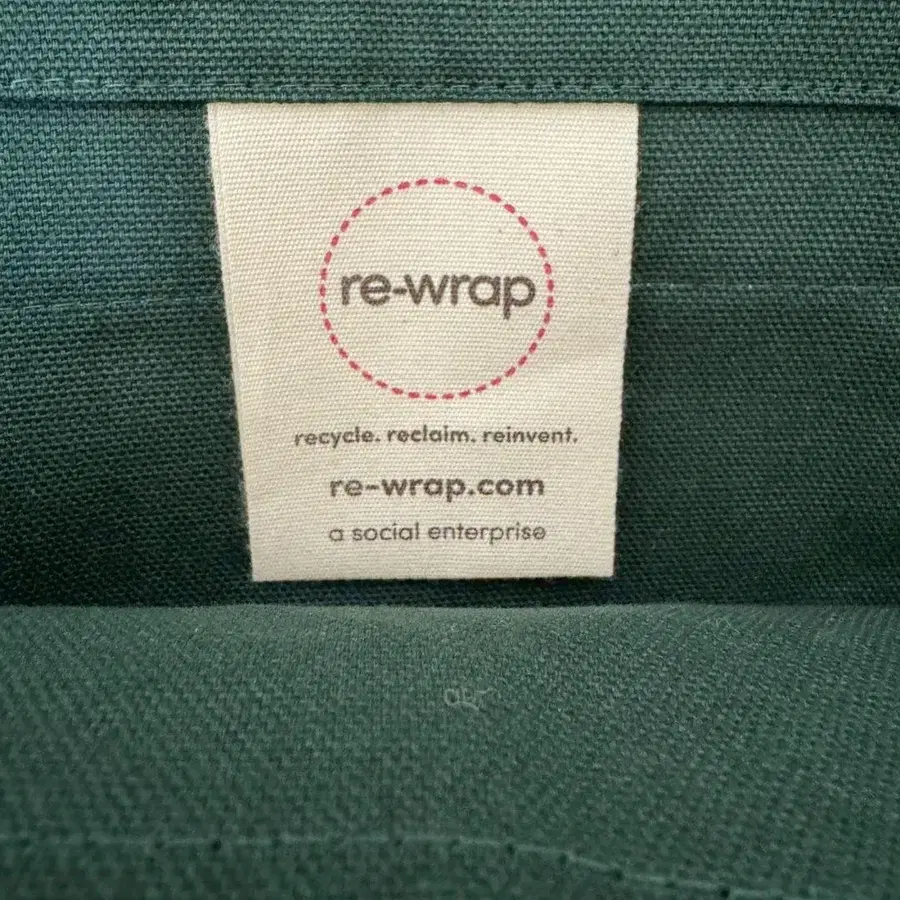 re-wrap
recycle. reclaim. reinvent.
re-wrap.com
a social enterprise